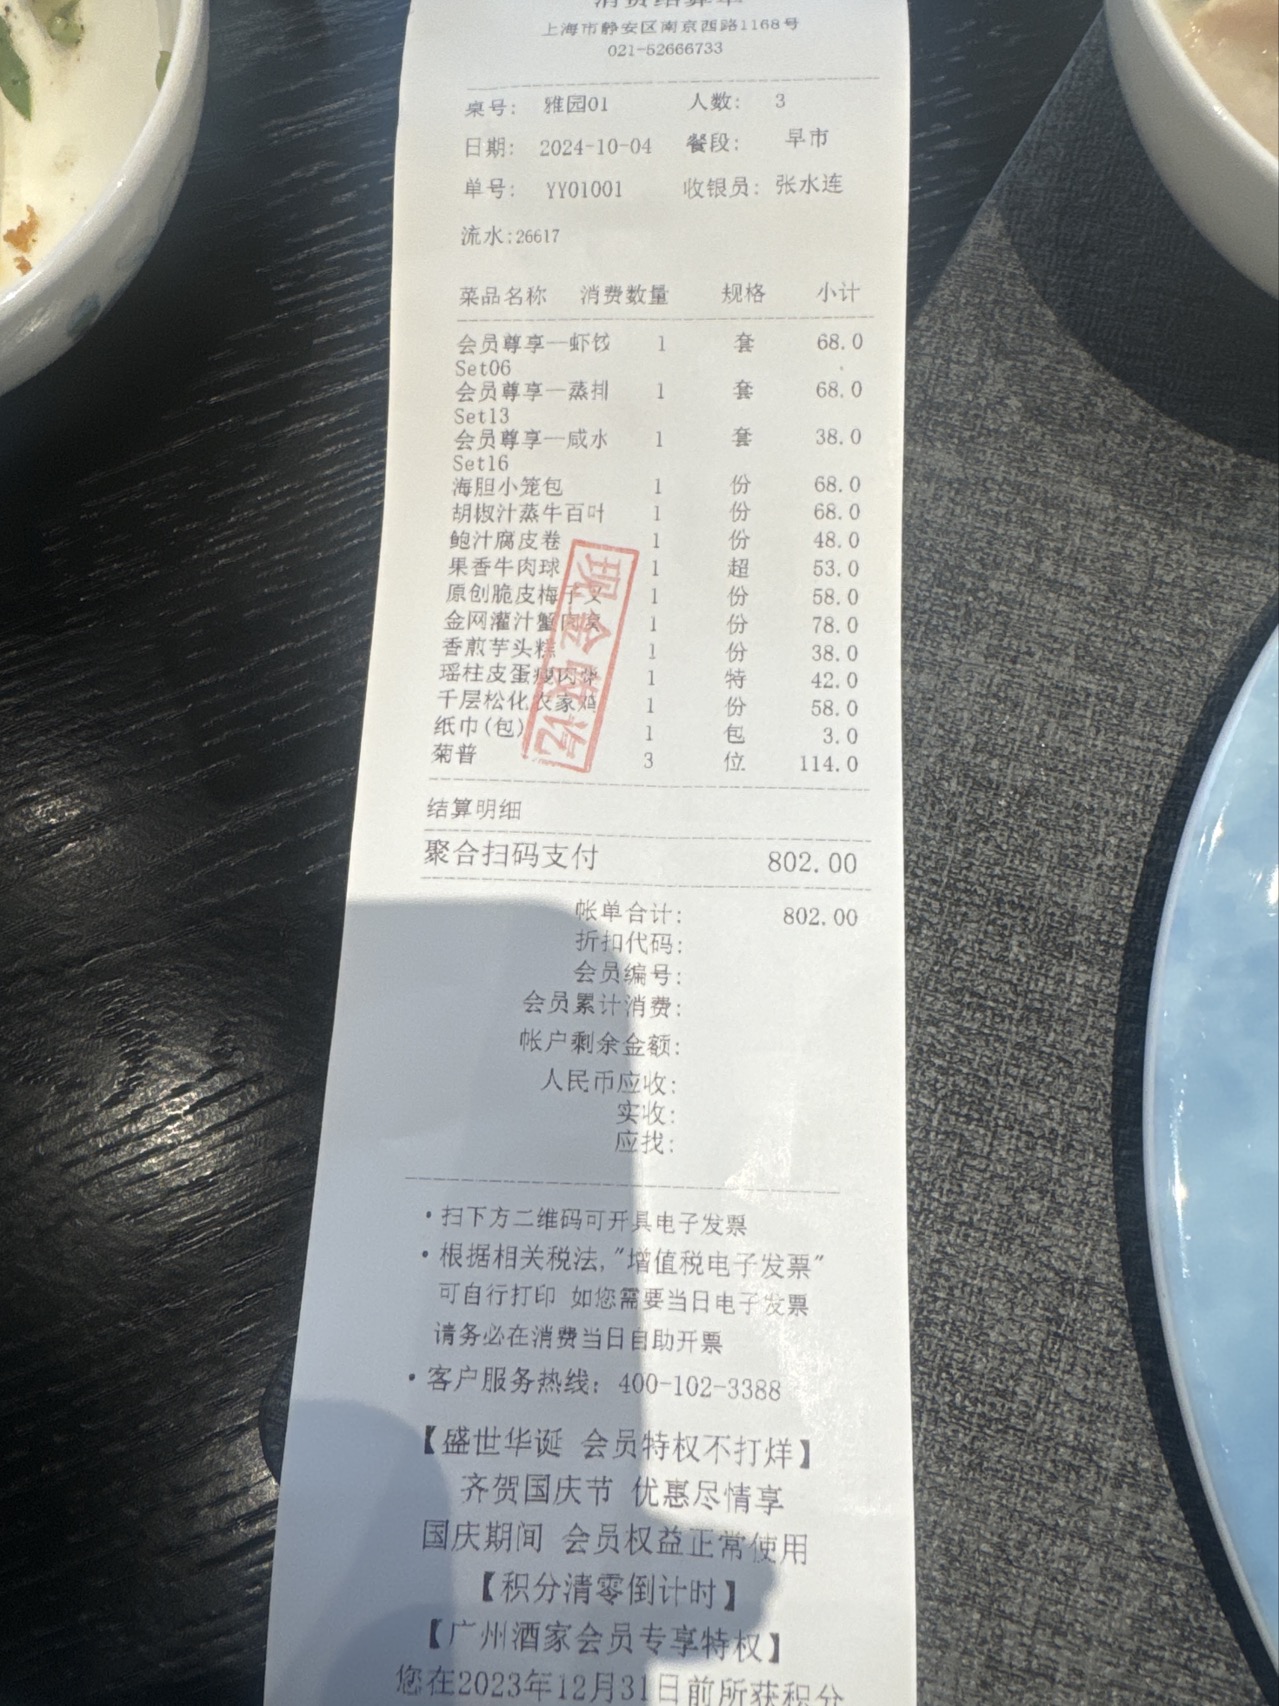 消费结算单
上海市静安区南京西路1168号
021-52666733
桌号: 雅园01 人数: 3
日期: 2024-10-04 餐段: 早市
单号: YY01001 收银员: 张水连
流水:26617
菜品名称 消费数量 规格 小计
会员尊享—虾饺 1 套 68.0
Set06
会员尊享—蒸排 1 套 68.0
Set13
会员尊享—咸水 1 套 38.0
Set16
海胆小笼包 1 份 68.0
胡椒汁蒸牛百叶 1 份 68.0
鲍汁腐皮卷 1 份 48.0
果香牛肉球 1 超 53.0
原创脆皮梅子叉 1 份 58.0
金网灌汁蟹肉 1 份 78.0
香煎芋头糕 1 份 38.0
瑶柱皮蛋瘦肉粥 1 特 42.0
千层松化农家鸡 1 份 58.0
纸巾(包) 1 包 3.0
菊普 3 位 114.0
现金收讫
结算明细
聚合扫码支付 802.00
帐单合计: 802.00
折扣代码:
会员编号:
会员累计消费:
帐户剩余金额:
人民币应收:
实收:
应找:
·扫下方二维码可开具电子发票
·根据相关税法,"增值税电子发票"
可自行打印 如您需要当日电子发票
请务必在消费当日自助开票
·客户服务热线: 400-102-3388
【盛世华诞 会员特权不打烊】
齐贺国庆节 优惠尽情享
国庆期间 会员权益正常使用
【积分清零倒计时】
【广州酒家会员专享特权】
您在2023年12月31日前所获积分